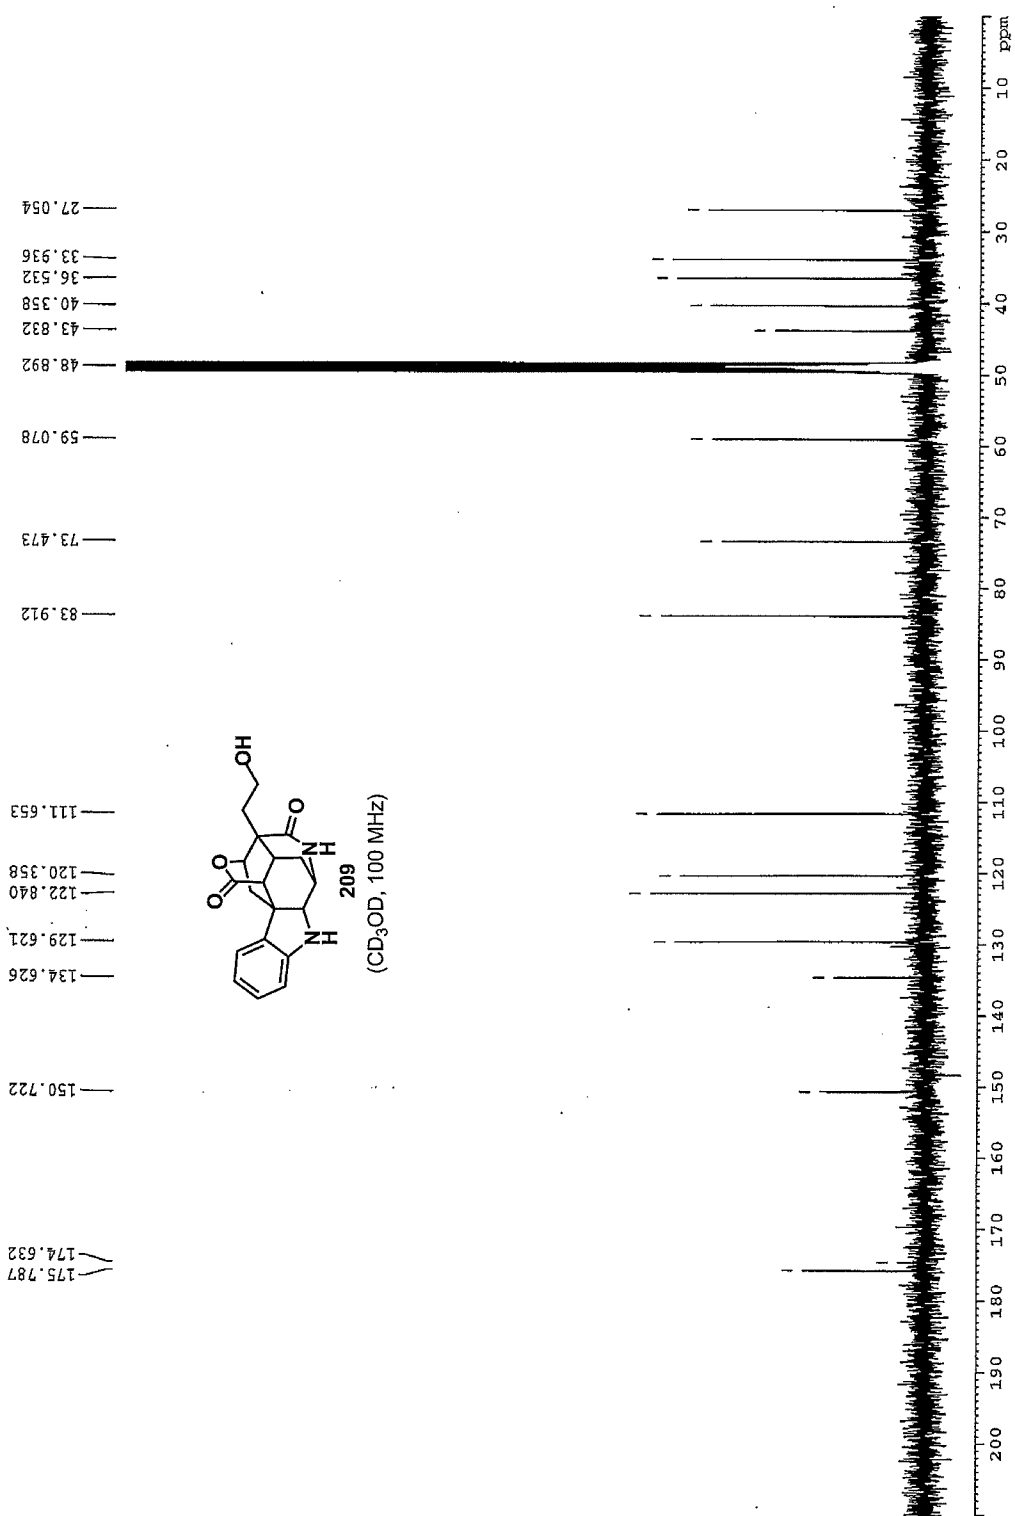 175.787
174.632
150.722
134.626
129.621
122.840
120.358
111.653
83.912
73.473
59.078
48.892
43.832
40.358
36.532
33.936
27.054
OH
O
O
O
N
H
N
H
209
(CD3OD, 100 MHz)
200 190 180 170 160 150 140 130 120 110 100 90 80 70 60 50 40 30 20 10 ppm